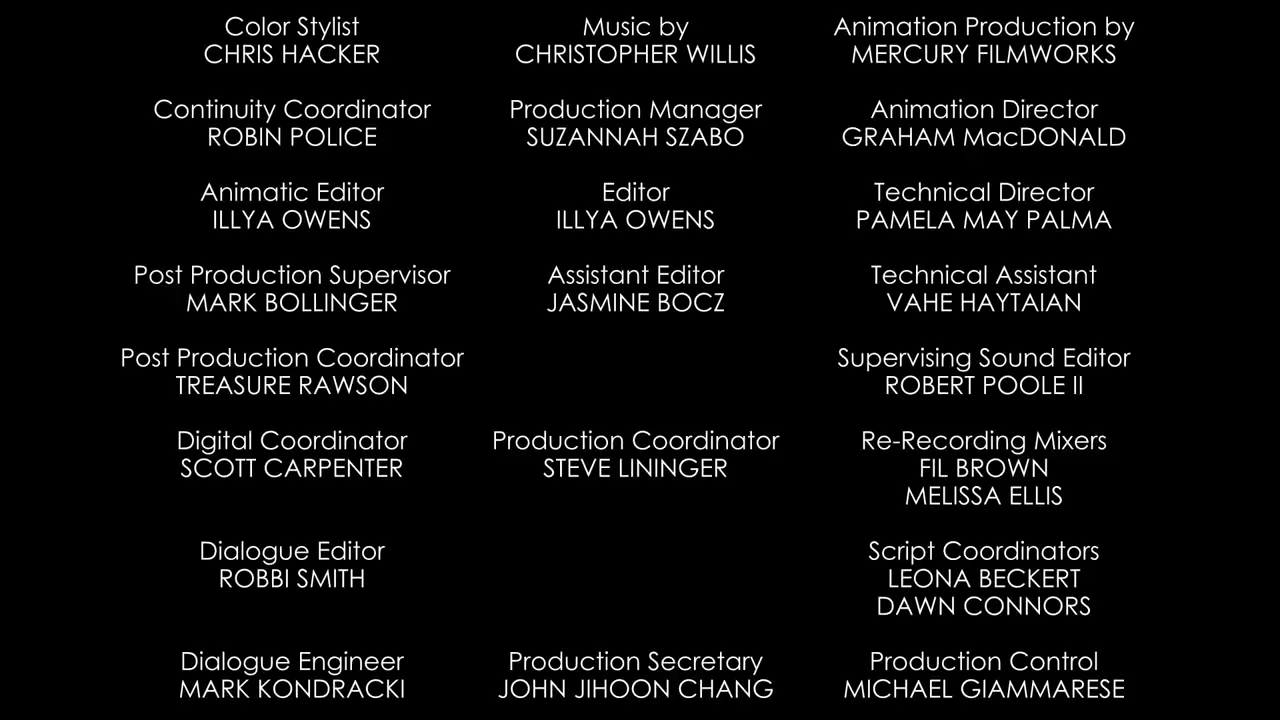 Color Stylist
CHRIS HACKER
Continuity Coordinator
ROBIN POLICE
Animatic Editor
ILLYA OWENS
Post Production Supervisor
MARK BOLLINGER
Post Production Coordinator
TREASURE RAWSON
Digital Coordinator
SCOTT CARPENTER
Dialogue Editor
ROBBI SMITH
Dialogue Engineer
MARK KONDRACKI
Music by
CHRISTOPHER WILLIS
Production Manager
SUZANNAH SZABO
Editor
ILLYA OWENS
Assistant Editor
JASMINE BOCZ
Production Coordinator
STEVE LININGER
Production Secretary
JOHN JIHOON CHANG
Animation Production by
MERCURY FILMWORKS
Animation Director
GRAHAM MacDONALD
Technical Director
PAMELA MAY PALMA
Technical Assistant
VAHE HAYTAIAN
Supervising Sound Editor
ROBERT POOLE II
Re-Recording Mixers
FIL BROWN
MELISSA ELLIS
Script Coordinators
LEONA BECKERT
DAWN CONNORS
Production Control
MICHAEL GIAMMARESE